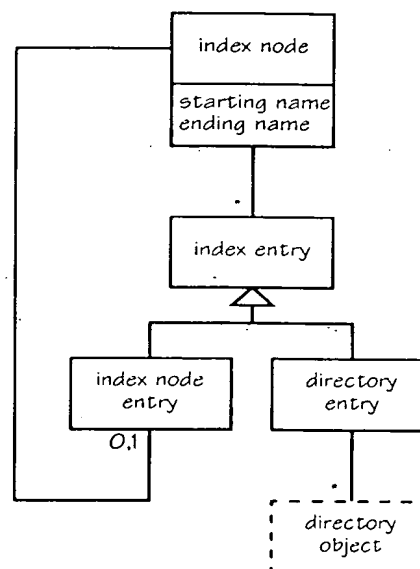 index node
starting name
ending name
index entry
index node
entry
directory
entry
0,1
directory
object